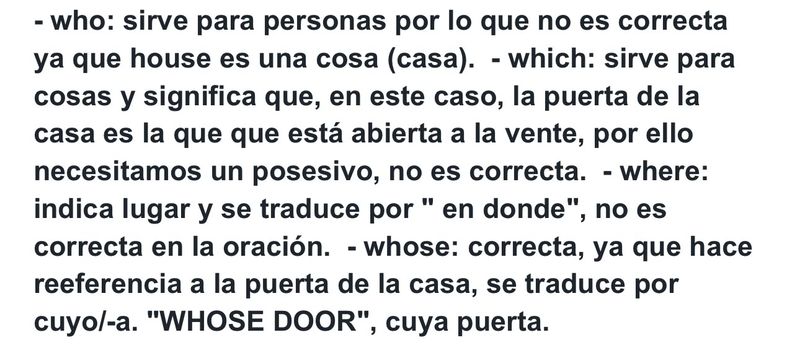 - who: sirve para personas por lo que no es correcta
ya que house es una cosa (casa).  - which: sirve para
cosas y significa que, en este caso, la puerta de la
casa es la que que está abierta a la vente, por ello
necesitamos un posesivo, no es correcta.  - where:
indica lugar y se traduce por " en donde", no es
correcta en la oración.  - whose: correcta, ya que hace
reeferencia a la puerta de la casa, se traduce por
cuyo/-a. "WHOSE DOOR", cuya puerta.